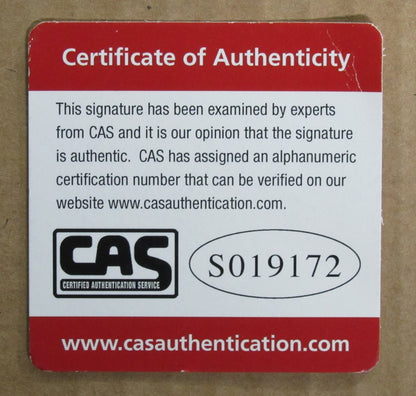 Certificate of Authenticity
This signature has been examined by experts
from CAS and it is our opinion that the signature
is authentic. CAS has assigned an alphanumeric
certification number that can be verified on our
website www.casauthentication.com.
CAS
CERTIFIED AUTHENTICATION SERVICE
S019172
www.casauthentication.com